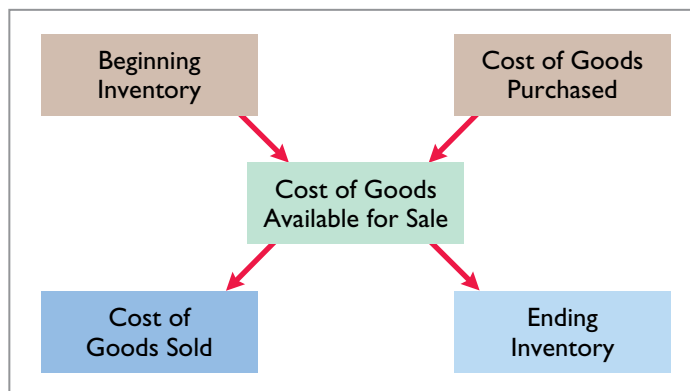 Beginning
Inventory
Cost of Goods
Purchased
Cost of Goods
Available for Sale
Cost of
Goods Sold
Ending
Inventory